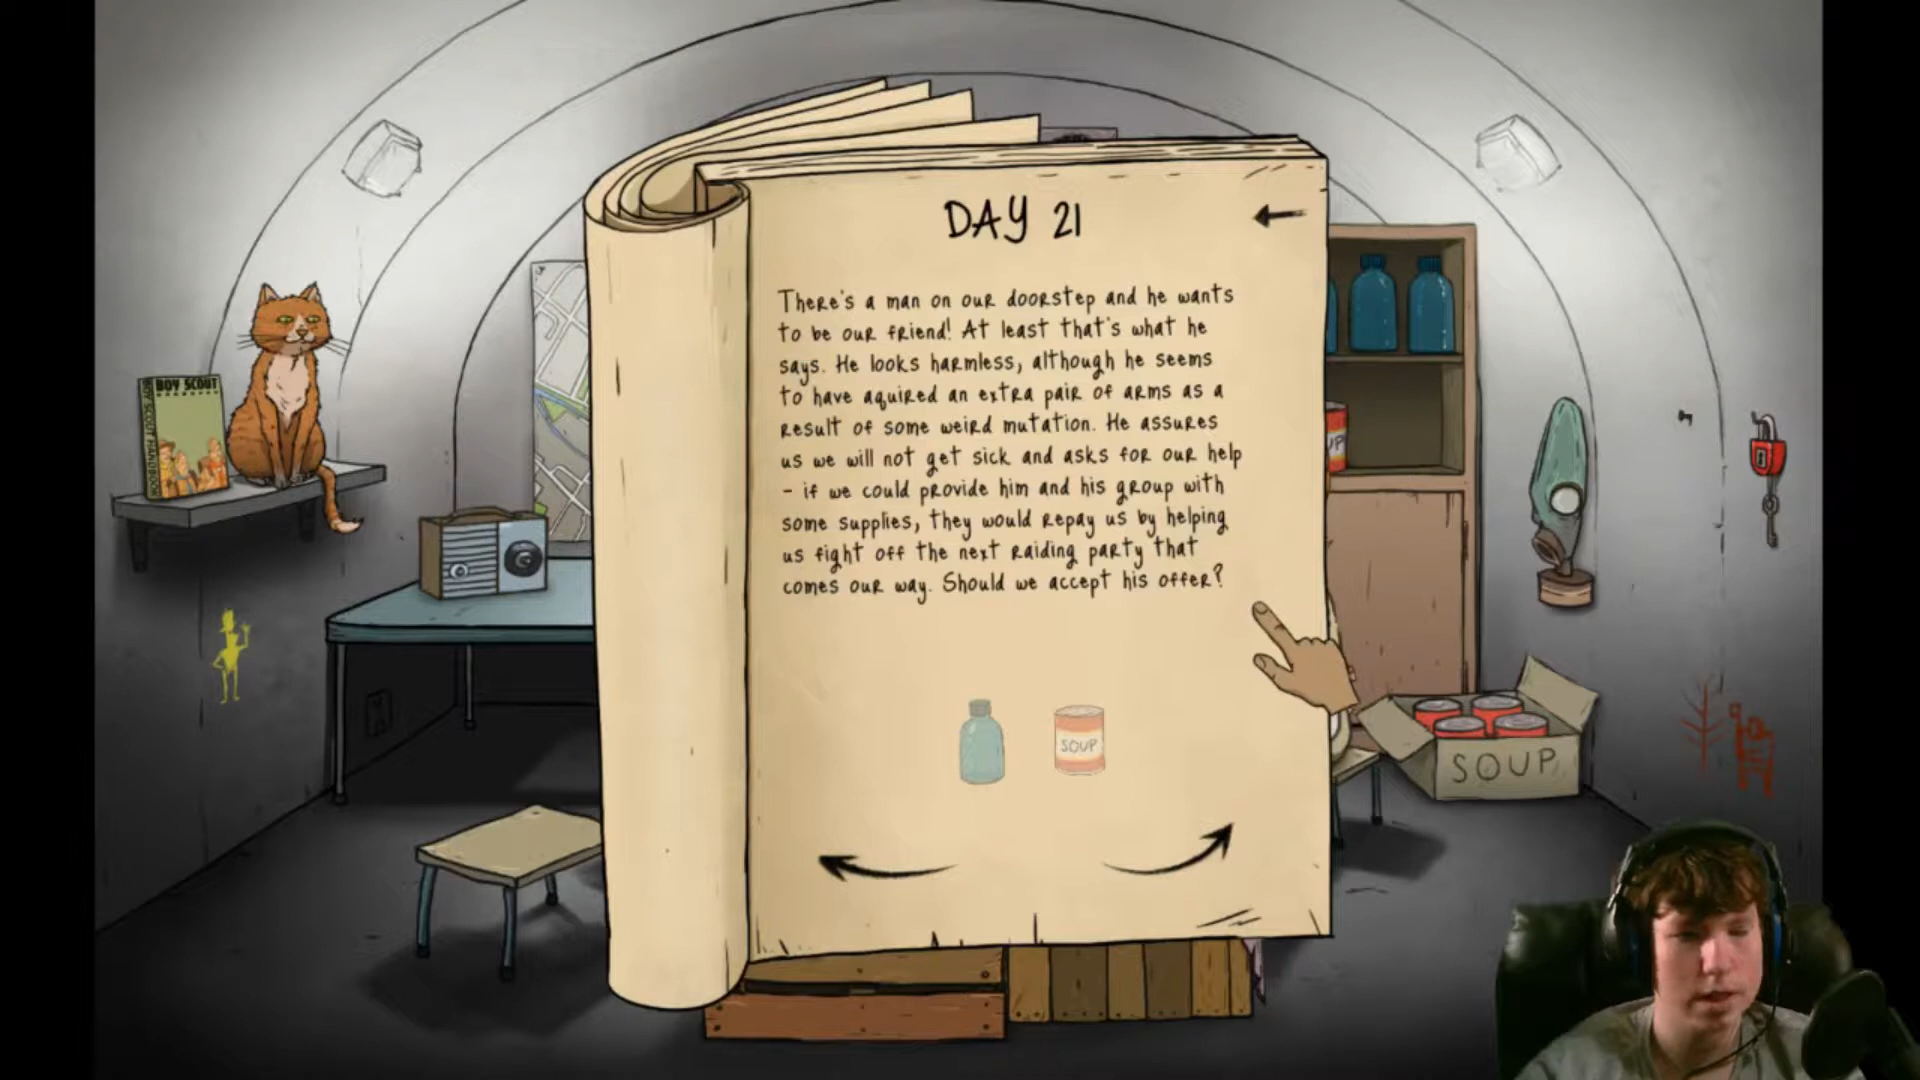 DAY 21
There's a man on our doorstep and he wants
to be our friend! At least that's what he
says. He looks harmless, although he seems
to have aquired an extra pair of arms as a
result of some weird mutation. He assures
us we will not get sick and asks for our help
- if we could provide him and his group with
some supplies, they would repay us by helping
us fight off the next raiding party that
comes our way. Should we accept his offer?
SOUP
BOY SCOUT
BOY SCOUT HANDBOOK
UP
SOUP